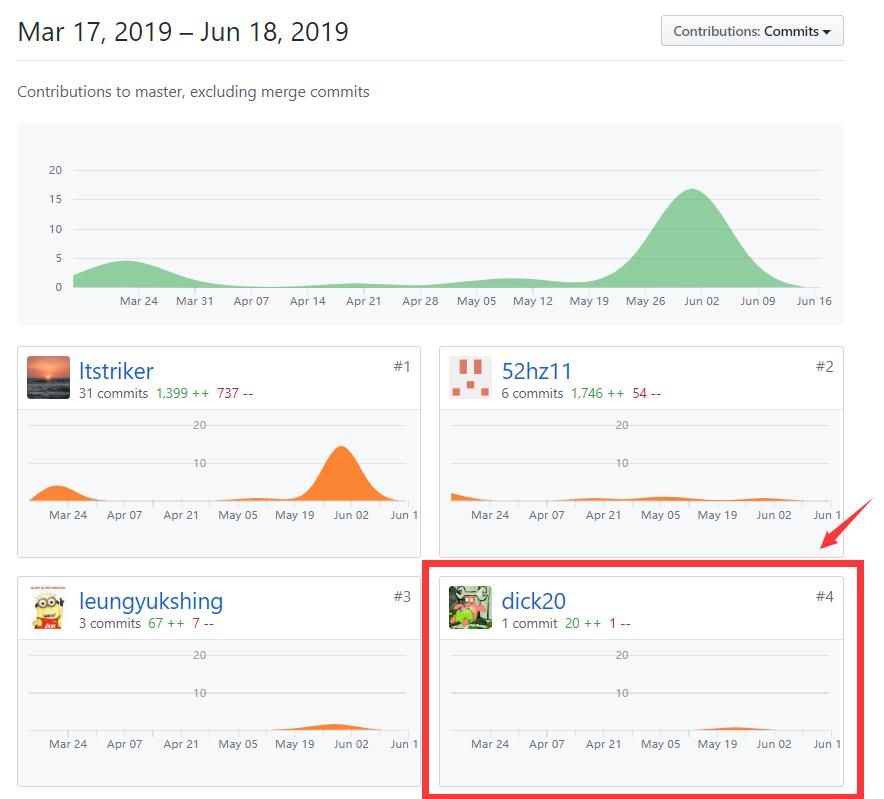 Mar 17, 2019 – Jun 18, 2019
Contributions: Commits
Contributions to master, excluding merge commits
20
15
10
5
0
Mar 24 Mar 31 Apr 07 Apr 14 Apr 21 Apr 28 May 05 May 12 May 19 May 26 Jun 02 Jun 09 Jun 16
ltstriker #1
31 commits 1,399 ++ 737 --
20
10
Mar 24 Apr 07 Apr 21 May 05 May 19 Jun 02 Jun 1
52hz11 #2
6 commits 1,746 ++ 54 --
20
10
Mar 24 Apr 07 Apr 21 May 05 May 19 Jun 02 Jun 1
leungyukshing #3
3 commits 67 ++ 7 --
20
10
Mar 24 Apr 07 Apr 21 May 05 May 19 Jun 02 Jun 1
dick20 #4
1 commit 20 ++ 1 --
20
10
Mar 24 Apr 07 Apr 21 May 05 May 19 Jun 02 Jun 1